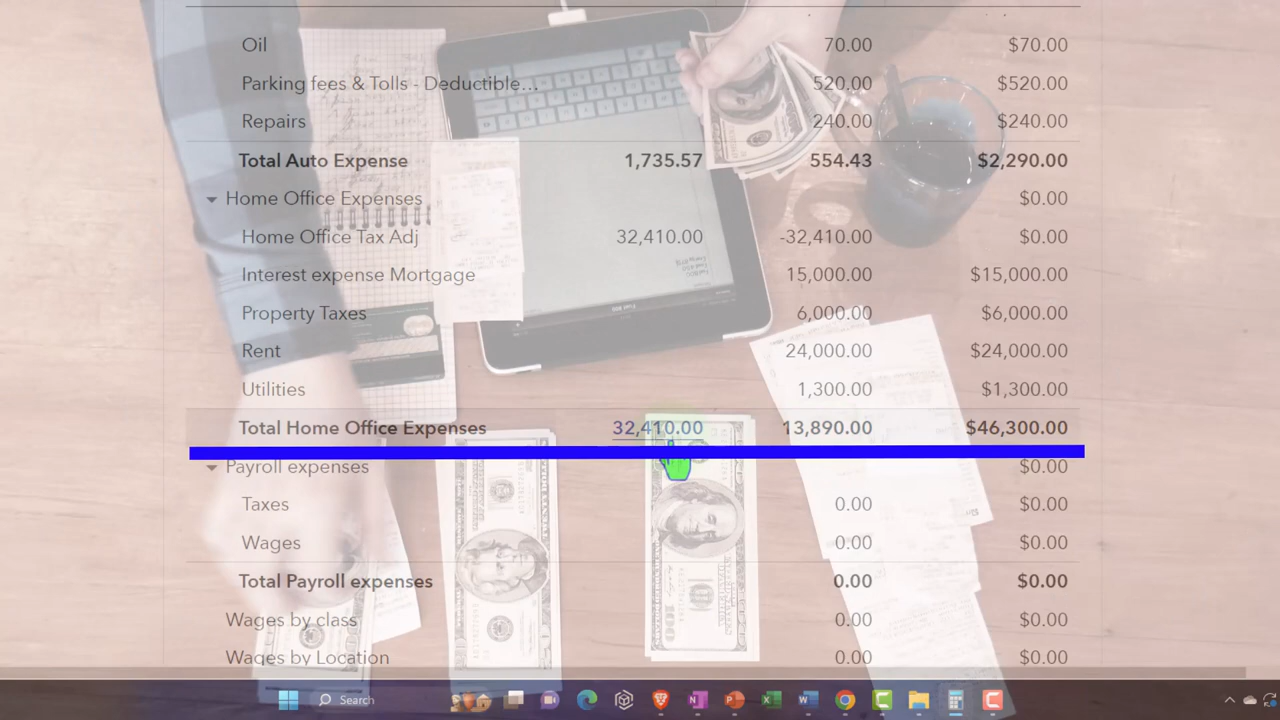 Oil 70.00 $70.00
Parking fees & Tolls - Deductible... 520.00 $520.00
Repairs 240.00 $240.00
Total Auto Expense 1,735.57 554.43 $2,290.00
Home Office Expenses $0.00
Home Office Tax Adj 32,410.00 -32,410.00 $0.00
Interest expense Mortgage 15,000.00 $15,000.00
Property Taxes 6,000.00 $6,000.00
Rent 24,000.00 $24,000.00
Utilities 1,300.00 $1,300.00
Total Home Office Expenses 32,410.00 13,890.00 $46,300.00
Payroll expenses $0.00
Taxes 0.00 $0.00
Wages 0.00 $0.00
Total Payroll expenses 0.00 $0.00
Wages by class 0.00 $0.00
Wages by Location 0.00 $0.00
Search